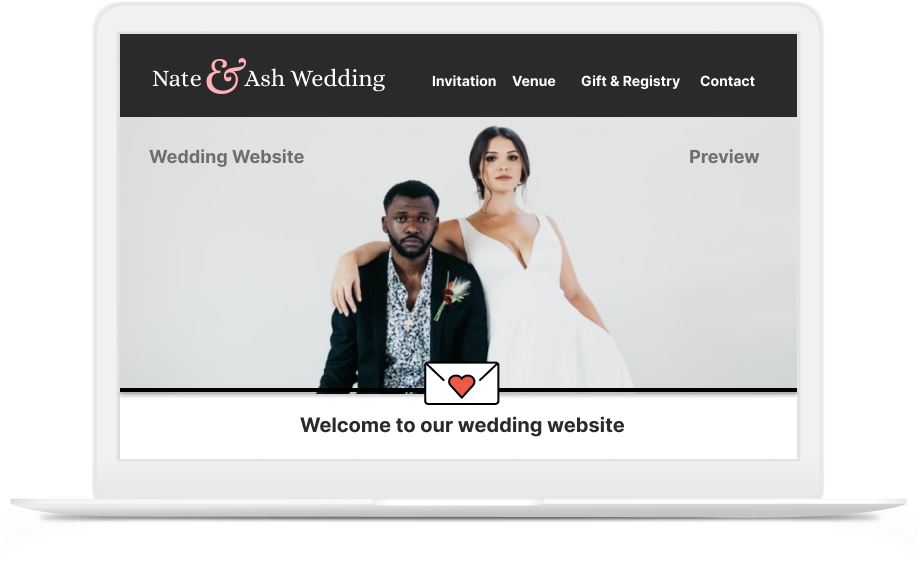 Nate & Ash Wedding
Invitation Venue Gift & Registry Contact
Wedding Website Preview
Welcome to our wedding website